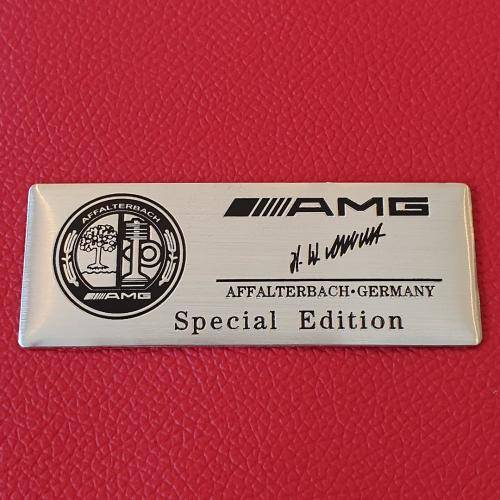 AFFALTERBACH
AMG
AMG
AFFALTERBACH•GERMANY
Special Edition